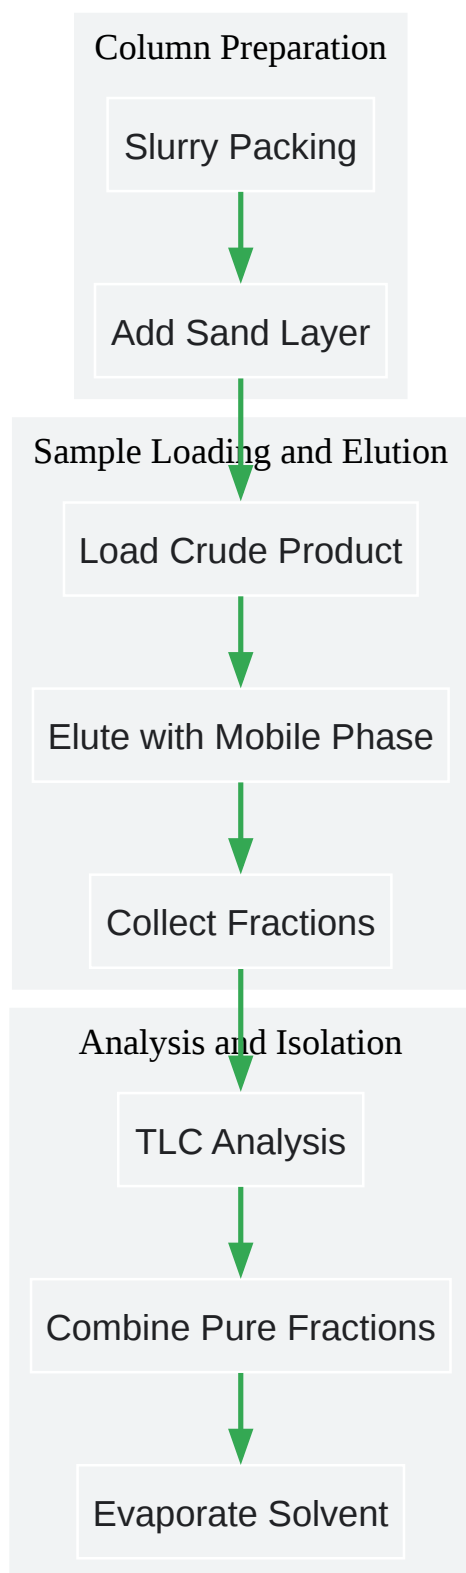 Column Preparation
Slurry Packing
Add Sand Layer
Sample Loading and Elution
Load Crude Product
Elute with Mobile Phase
Collect Fractions
Analysis and Isolation
TLC Analysis
Combine Pure Fractions
Evaporate Solvent